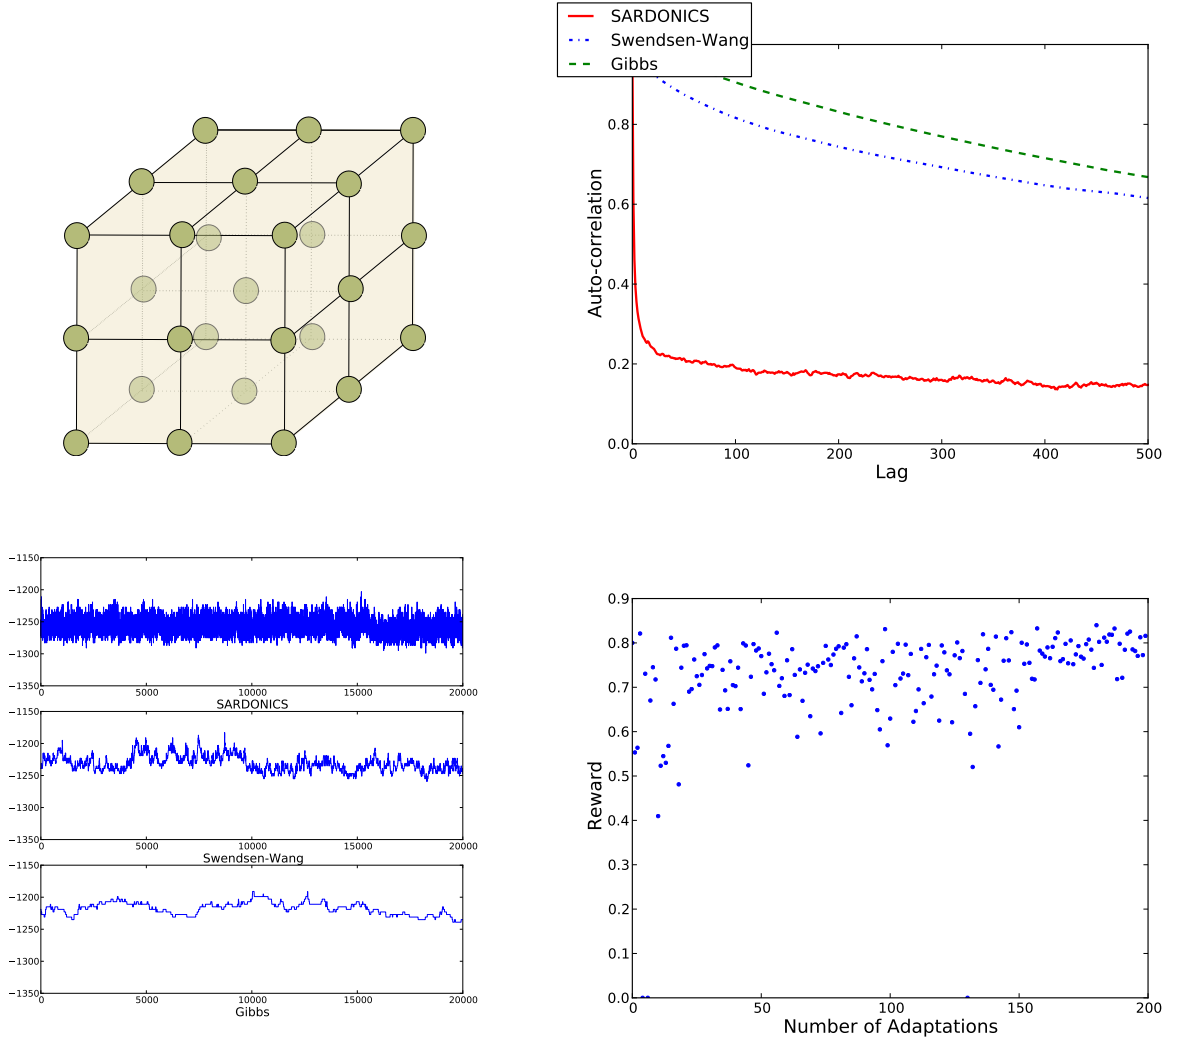 SARDONICS
Swendsen-Wang
Gibbs
0.8
0.6
0.4
0.2
0.0
Auto-correlation
0 100 200 300 400 500
Lag
−1150
−1200
−1250
−1300
−1350
0 5000 10000 15000 20000
SARDONICS
−1150
−1200
−1250
−1300
−1350
0 5000 10000 15000 20000
Swendsen-Wang
−1150
−1200
−1250
−1300
−1350
0 5000 10000 15000 20000
Gibbs
0.9
0.8
0.7
0.6
0.5
0.4
0.3
0.2
0.1
0.0
Reward
0 50 100 150 200
Number of Adaptations